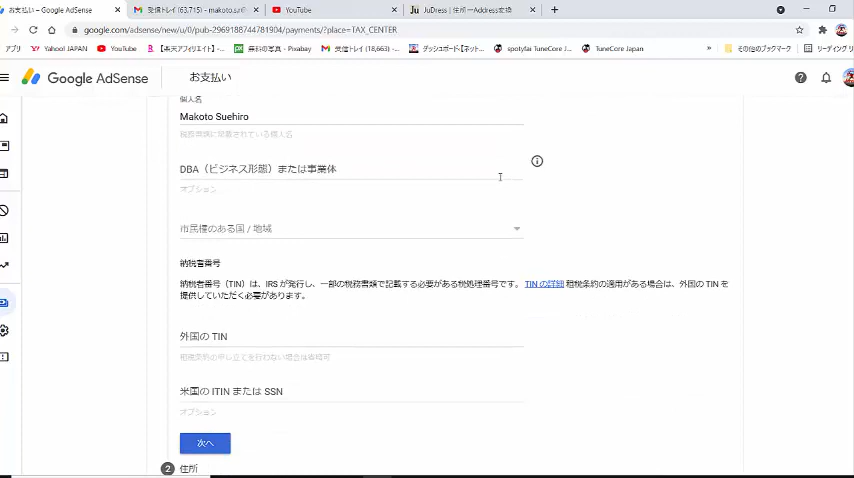 お支払い – Google AdSense
受信トレイ (63,715) - makoto.s.r
YouTube
JuDress | 住所→Address変換
google.com/adsense/new/u/0/pub-2961188744781904/payments/?place=TAX_CENTER
アプリ
Yahoo! JAPAN
YouTube
【楽天アフィリエイト】-
無料の写真 - Pixabay
受信トレイ (18,663) -
ダッシュボード-【ネット...
spotyfay TuneCore J...
TuneCore Japan
»
その他のブックマーク
リーディング リ
Google AdSense
お支払い
個人名
Makoto Suehiro
税務書類に記載されている個人名
DBA（ビジネス形態）または事業体
オプション
市民権のある国 / 地域
納税者番号
納税者番号（TIN）は、IRS が発行し、一部の税務書類で記載する必要がある税処理番号です。 TIN の詳細 租税条約の適用がある場合は、外国の TIN を
提供していただく必要があります。
外国の TIN
租税条約の申し立てを行わない場合は省略可
米国の ITIN または SSN
オプション
次へ
2 住所